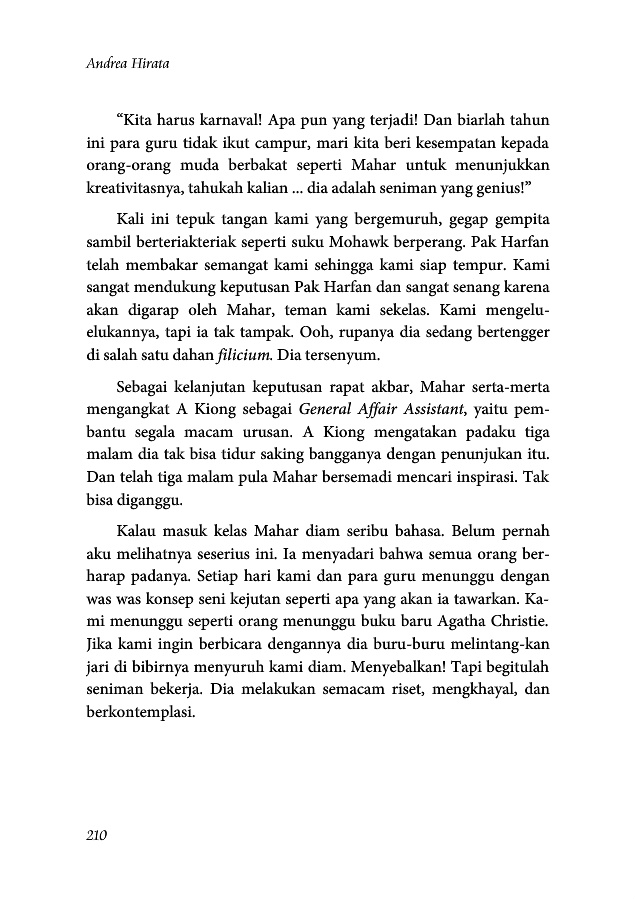 Andrea Hirata
“Kita harus karnaval! Apa pun yang terjadi! Dan biarlah tahun
ini para guru tidak ikut campur, mari kita beri kesempatan kepada
orang-orang muda berbakat seperti Mahar untuk menunjukkan
kreativitasnya, tahukah kalian ... dia adalah seniman yang genius!”
Kali ini tepuk tangan kami yang bergemuruh, gegap gempita
sambil berteriakteriak seperti suku Mohawk berperang. Pak Harfan
telah membakar semangat kami sehingga kami siap tempur. Kami
sangat mendukung keputusan Pak Harfan dan sangat senang karena
akan digarap oleh Mahar, teman kami sekelas. Kami mengelu-
elukannya, tapi ia tak tampak. Ooh, rupanya dia sedang bertengger
di salah satu dahan filicium. Dia tersenyum.
Sebagai kelanjutan keputusan rapat akbar, Mahar serta-merta
mengangkat A Kiong sebagai General Affair Assistant, yaitu pem-
bantu segala macam urusan. A Kiong mengatakan padaku tiga
malam dia tak bisa tidur saking bangganya dengan penunjukan itu.
Dan telah tiga malam pula Mahar bersemadi mencari inspirasi. Tak
bisa diganggu.
Kalau masuk kelas Mahar diam seribu bahasa. Belum pernah
aku melihatnya seserius ini. Ia menyadari bahwa semua orang ber-
harap padanya. Setiap hari kami dan para guru menunggu dengan
was was konsep seni kejutan seperti apa yang akan ia tawarkan. Ka-
mi menunggu seperti orang menunggu buku baru Agatha Christie.
Jika kami ingin berbicara dengannya dia buru-buru melintang-kan
jari di bibirnya menyuruh kami diam. Menyebalkan! Tapi begitulah
seniman bekerja. Dia melakukan semacam riset, mengkhayal, dan
berkontemplasi.
210